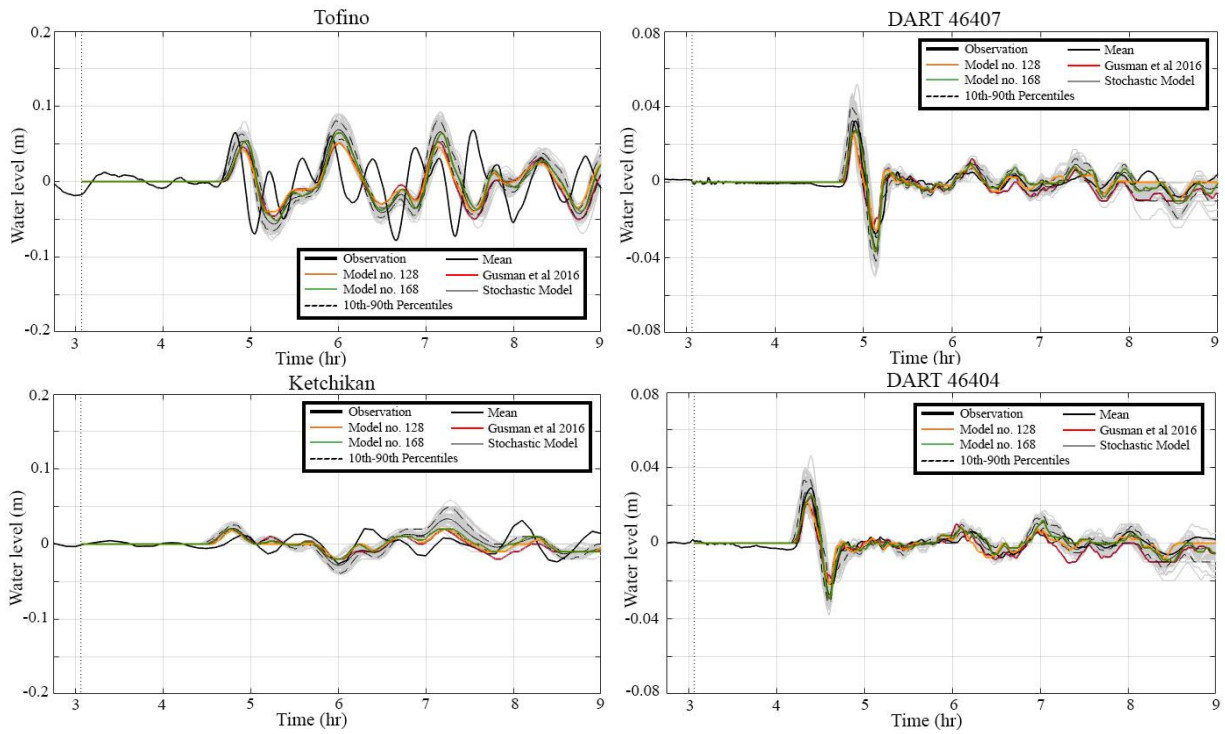 Tofino
0.2
0.1
0
-0.1
-0.2
Water level (m)
Observation Mean
Model no. 128 Gusman et al 2016
Model no. 168 Stochastic Model
10th-90th Percentiles
3 4 5 6 7 8 9
Time (hr)
DART 46407
0.08
0.04
0
-0.04
-0.08
Water level (m)
Observation Mean
Model no. 128 Gusman et al 2016
Model no. 168 Stochastic Model
10th-90th Percentiles
3 4 5 6 7 8 9
Time (hr)
Ketchikan
0.2
0.1
0
-0.1
-0.2
Water level (m)
Observation Mean
Model no. 128 Gusman et al 2016
Model no. 168 Stochastic Model
10th-90th Percentiles
3 4 5 6 7 8 9
Time (hr)
DART 46404
0.08
0.04
0
-0.04
-0.08
Water level (m)
Observation Mean
Model no. 128 Gusman et al 2016
Model no. 168 Stochastic Model
10th-90th Percentiles
3 4 5 6 7 8 9
Time (hr)